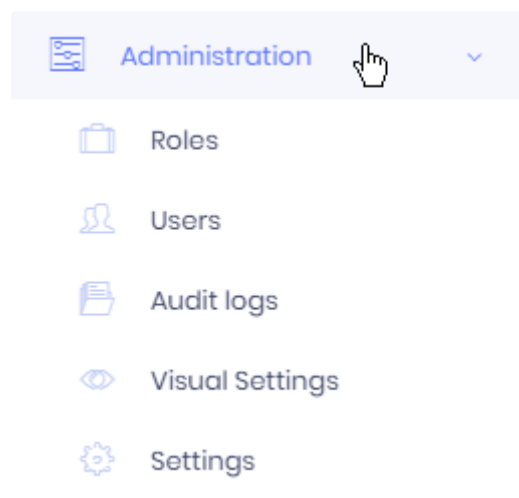 Administration
Roles
Users
Audit logs
Visual Settings
Settings